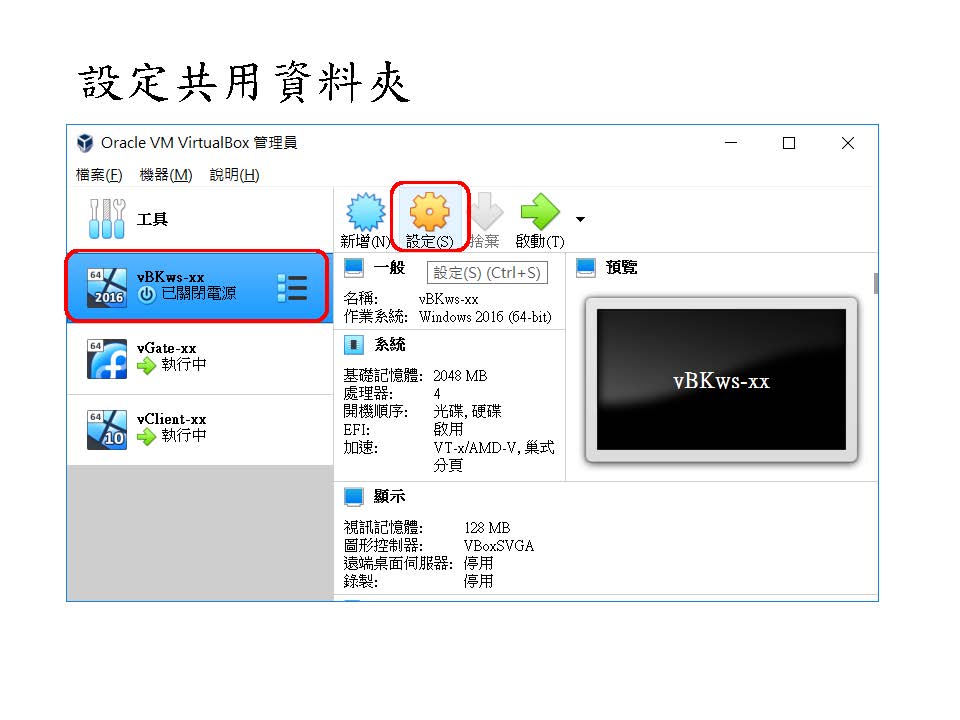 設定共用資料夾
Oracle VM VirtualBox 管理員
檔案(F) 機器(M) 說明(H)
工具
新增(N) 設定(S) 捨棄 啟動(T)
64
2016
vBKws-xx
已關閉電源
64
vGate-xx
執行中
64
10
vClient-xx
執行中
一般
設定(S) (Ctrl+S)
名稱: vBKws-xx
作業系統: Windows 2016 (64-bit)
系統
基礎記憶體: 2048 MB
處理器: 4
開機順序: 光碟, 硬碟
EFI: 啟用
加速: VT-x/AMD-V, 巢式
分頁
預覽
vBKws-xx
顯示
視訊記憶體: 128 MB
圖形控制器: VBoxSVGA
遠端桌面伺服器: 停用
錄製: 停用